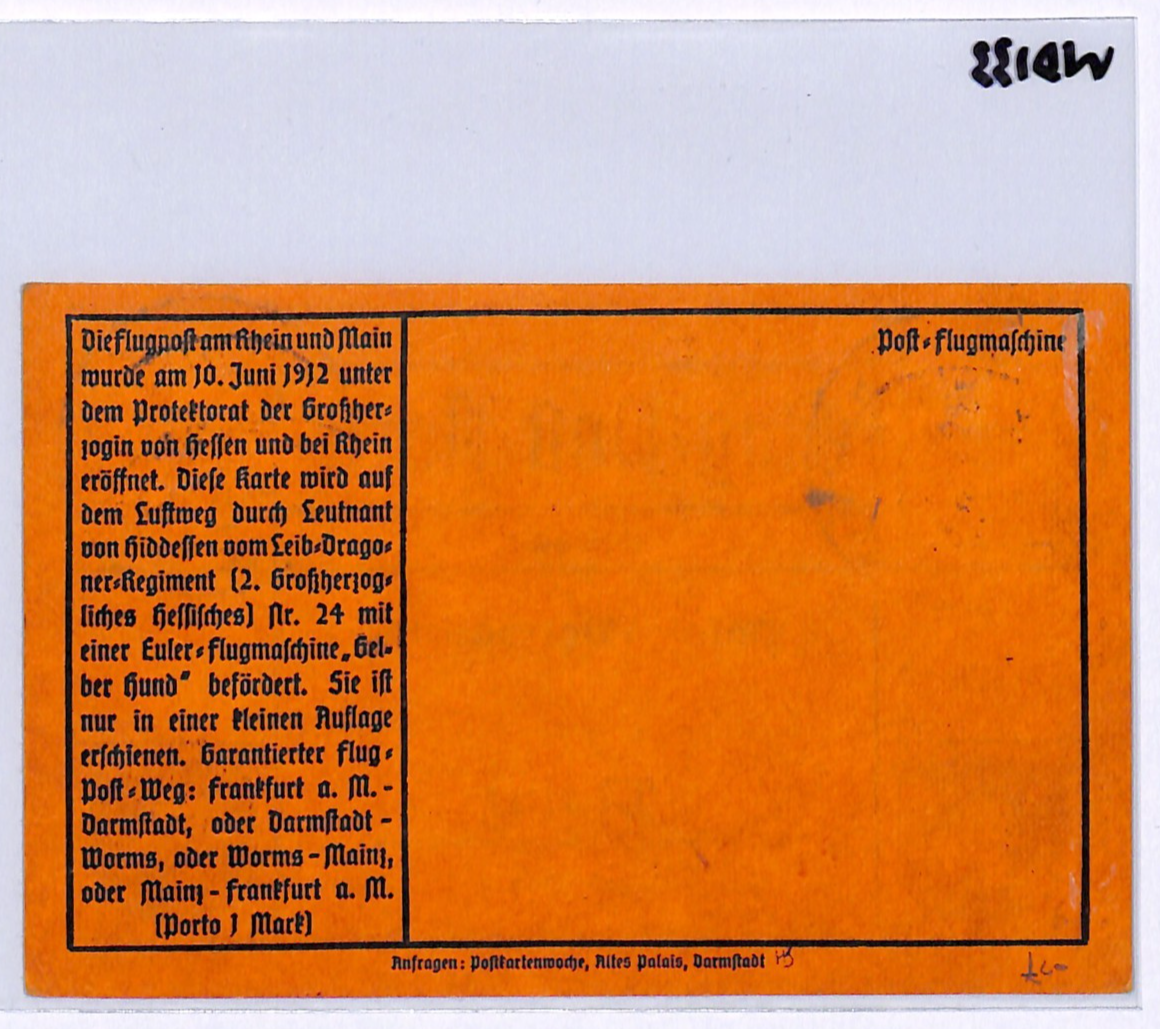 Die Flugpost am Rhein und Main
wurde am 10. Juni 1912 unter
dem Protektorat der Großher-
zogin von Hessen und bei Rhein
eröffnet. Diese Karte wird auf
dem Luftweg durch Leutnant
von Hiddessen vom Leib-Drago-
ner-Regiment (2. Großherzog-
liches Hessisches) Nr. 24 mit
einer Euler-Flugmaschine „Gel-
ber Hund“ befördert. Sie ist
nur in einer kleinen Auflage
erschienen. Garantierter Flug-
Post-Weg: Frankfurt a. M. -
Darmstadt, oder Darmstadt -
Worms, oder Worms - Mainz,
oder Mainz - Frankfurt a. M.
(Porto 1 Mark)
Post-Flugmaschine
Anfragen: Postkartenwoche, Altes Palais, Darmstadt